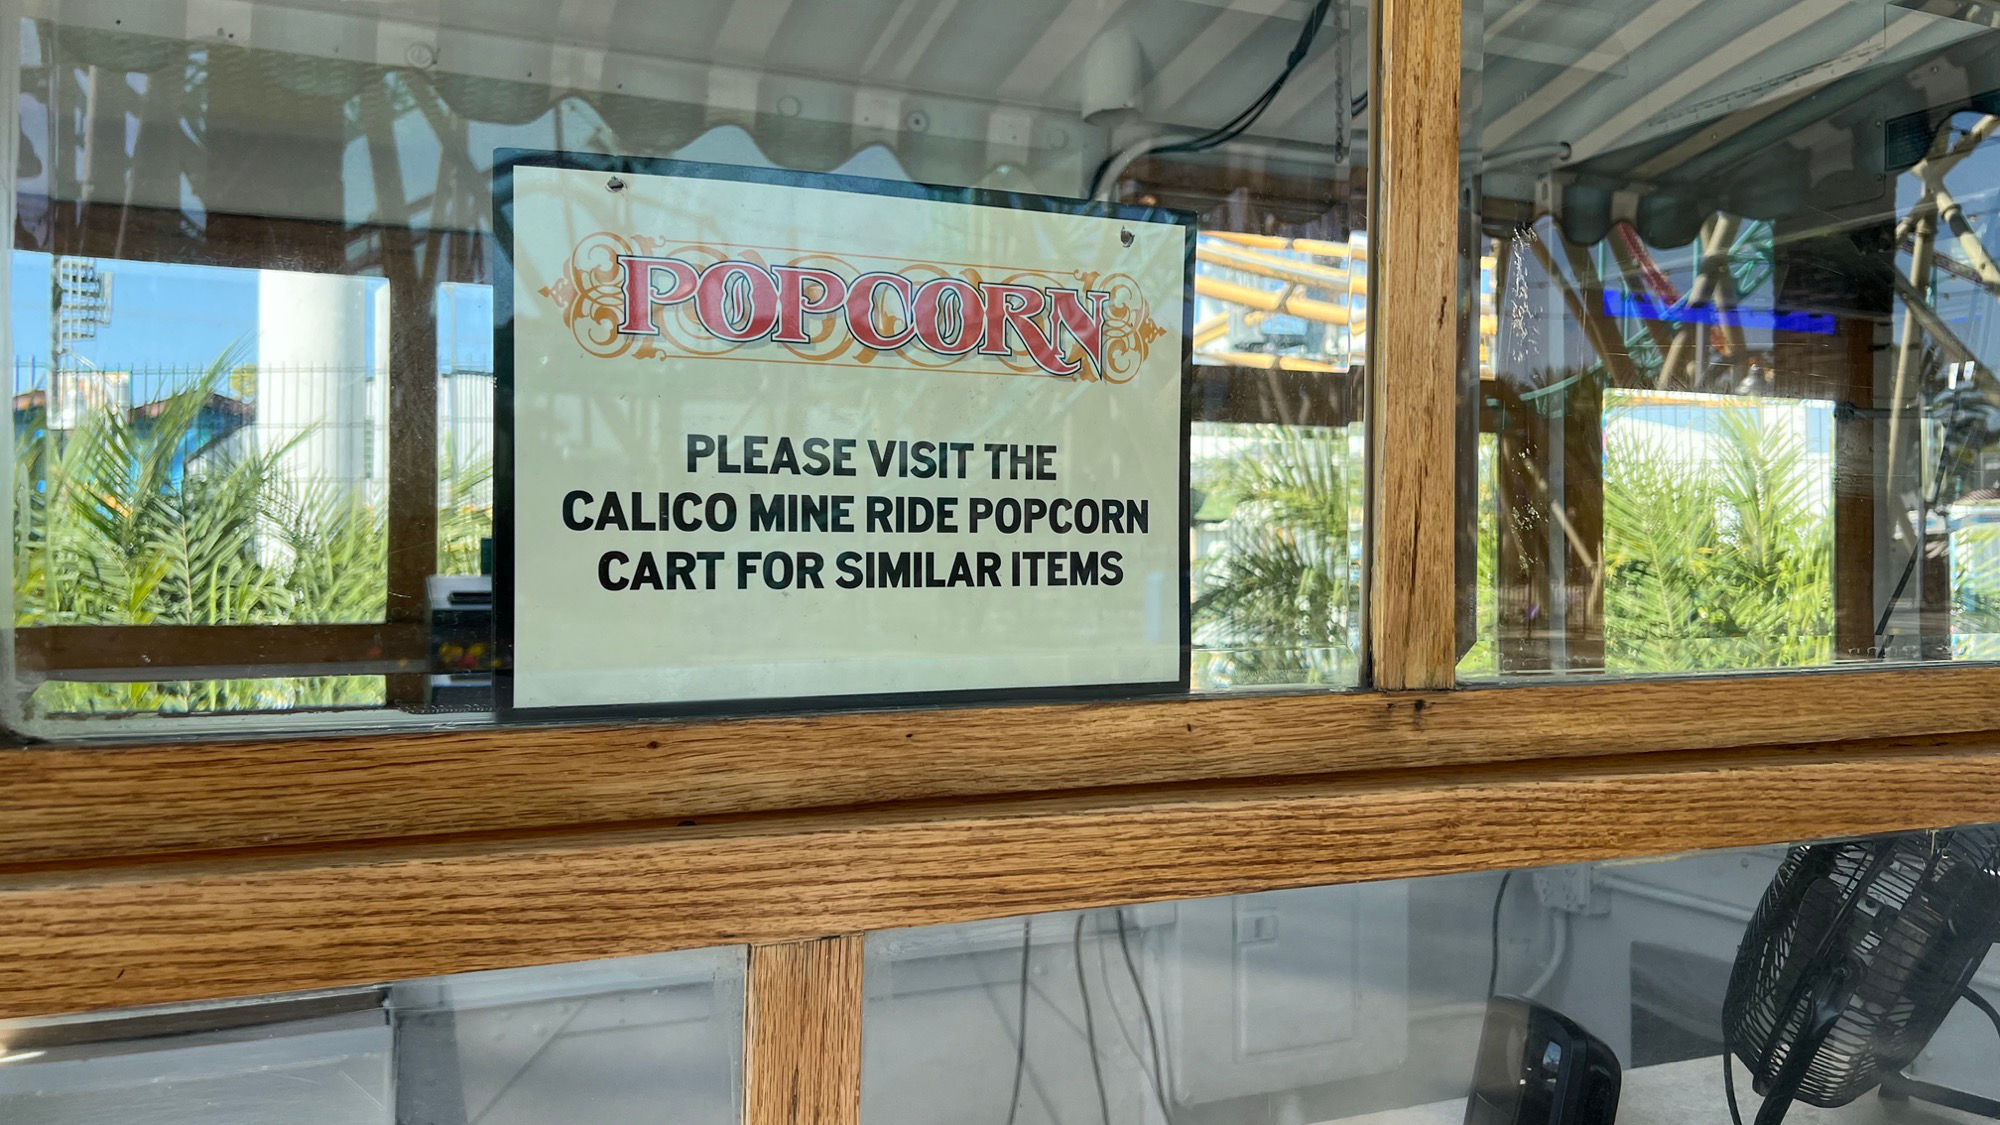 POPCORN
PLEASE VISIT THE
CALICO MINE RIDE POPCORN
CART FOR SIMILAR ITEMS